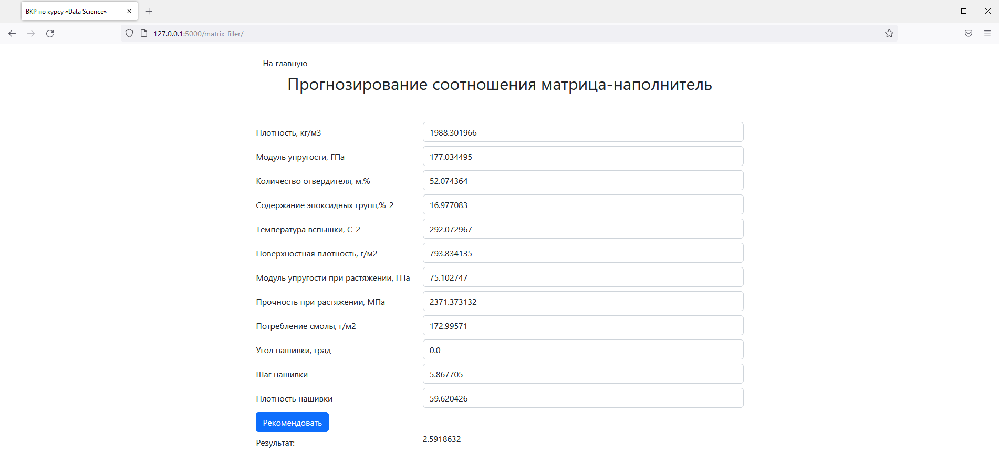 ВКР по курсу «Data Science»
127.0.0.1:5000/matrix_filler/
На главную
Прогнозирование соотношения матрица-наполнитель
Плотность, кг/м3 1988.301966
Модуль упругости, ГПа 177.034495
Количество отвердителя, м.% 52.074364
Содержание эпоксидных групп,%_2 16.977083
Температура вспышки, С_2 292.072967
Поверхностная плотность, г/м2 793.834135
Модуль упругости при растяжении, ГПа 75.102747
Прочность при растяжении, МПа 2371.373132
Потребление смолы, г/м2 172.99571
Угол нашивки, град 0.0
Шаг нашивки 5.867705
Плотность нашивки 59.620426
Рекомендовать
Результат: 2.5918632